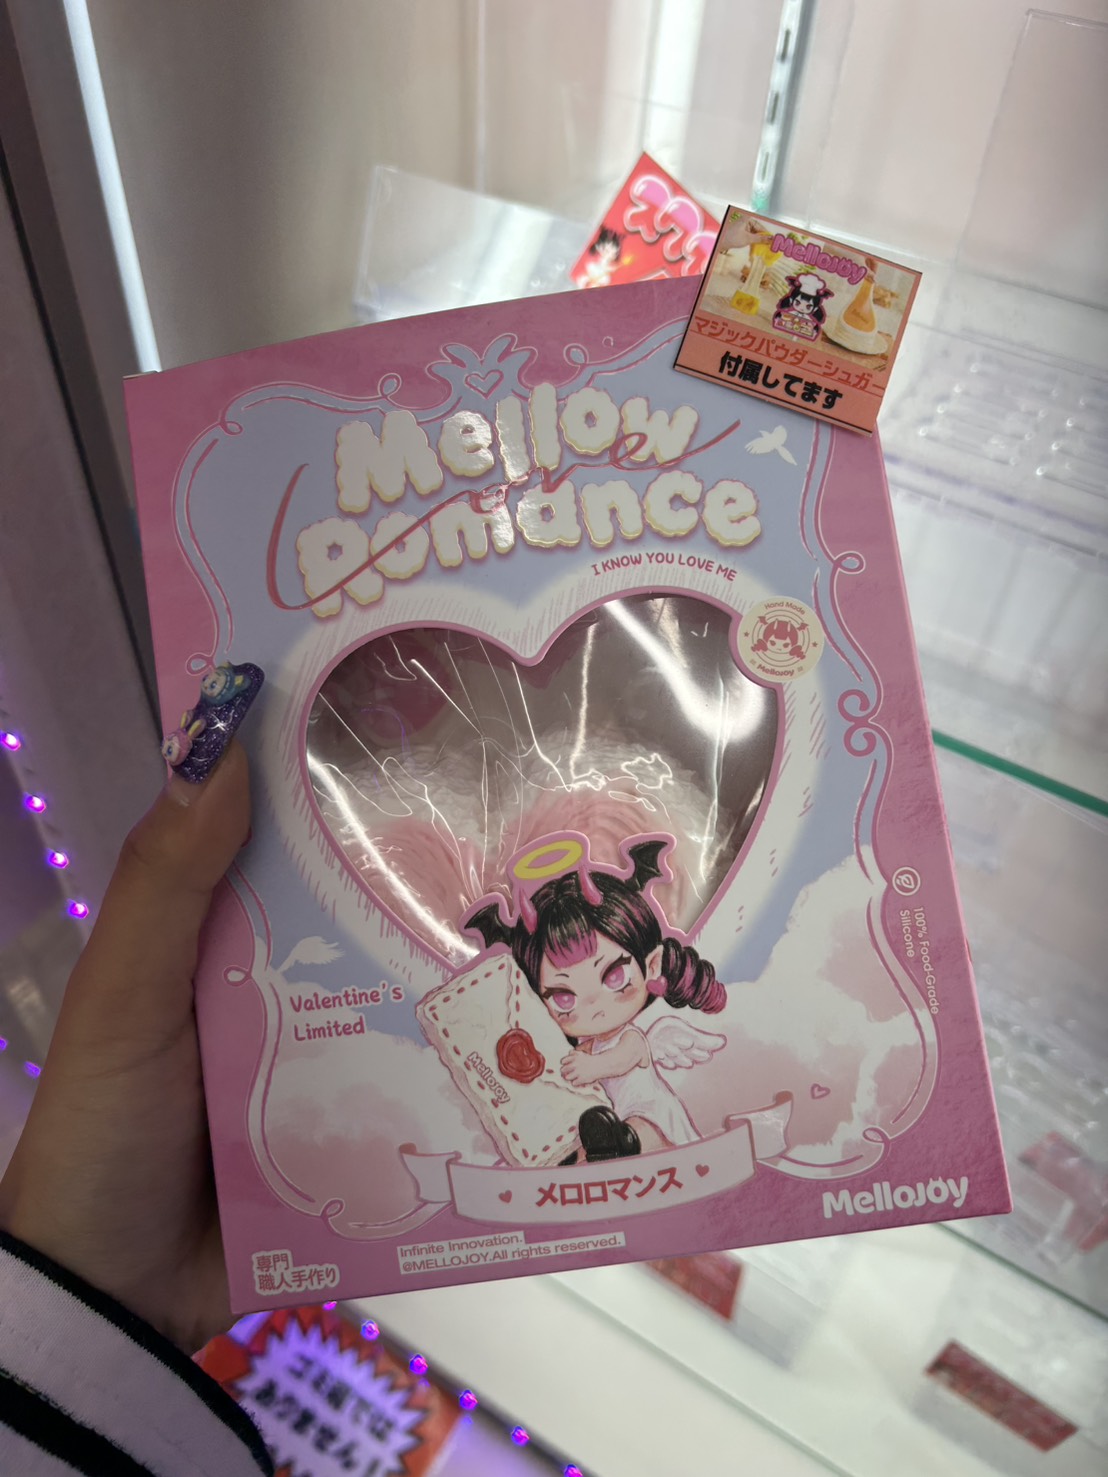 Mellojoy
マジックパウダーシュガー
付属してます
Mellow
Romance
Love
I KNOW YOU LOVE ME
Hand Made
Mellojoy
100% Food-Grade
Silicone
Valentine's
Limited
Mellojoy
メロロマンス
MelloJoy
専門
職人手作り
Infinite Innovation.
@MELLOJOY.All rights reserved.